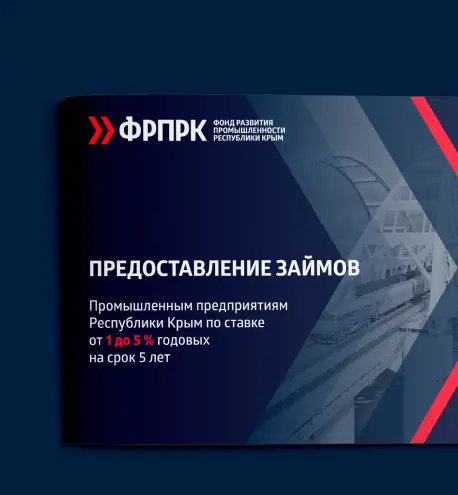 ФРПРК
ФОНД РАЗВИТИЯ
ПРОМЫШЛЕННОСТИ
РЕСПУБЛИКИ КРЫМ
ПРЕДОСТАВЛЕНИЕ ЗАЙМОВ
Промышленным предприятиям
Республики Крым по ставке
от 1 до 5 % годовых
на срок 5 лет